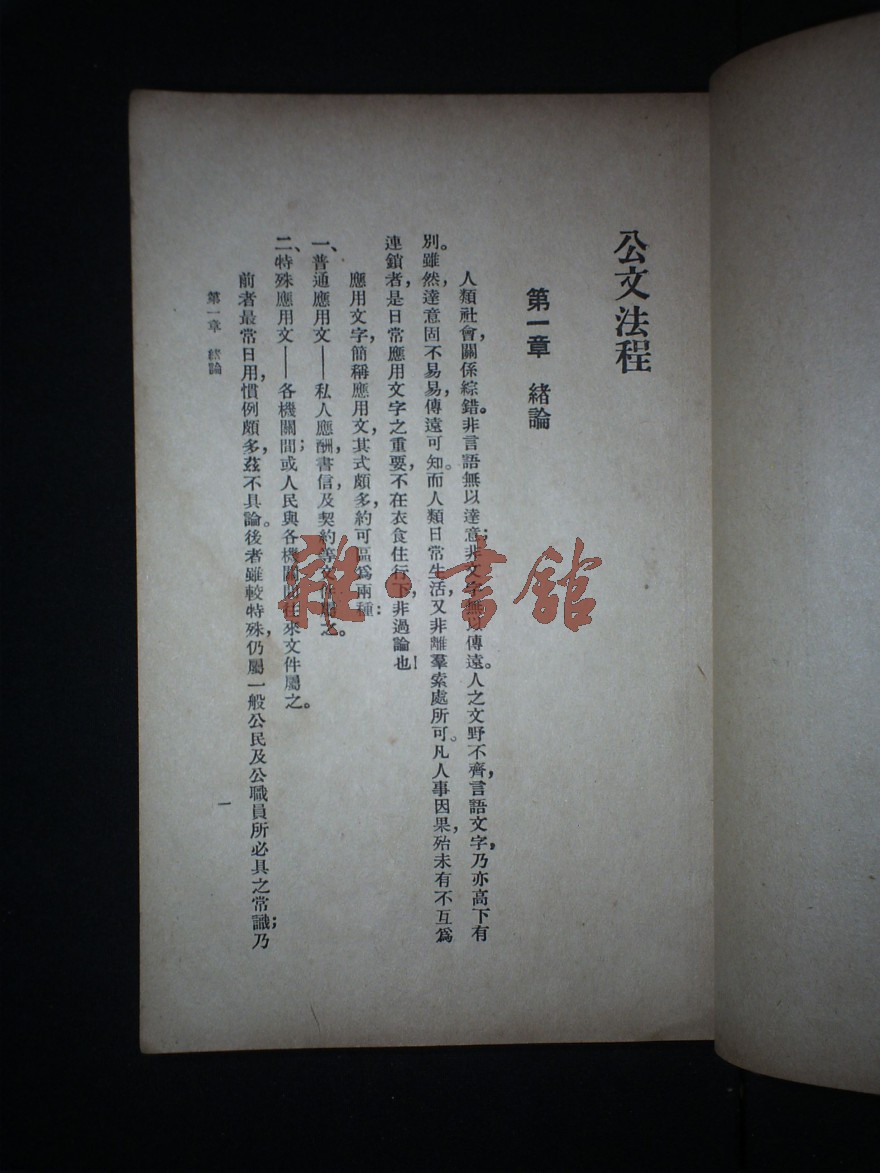 公文法程
第一章　緒論
人類社會，關係綜錯。非言語無以達意；非文字無以傳遠。人之文野不齊，言語文字，乃亦高下有
別。雖然，達意固不易易，傳遠可知。而人類日常生活，又非離羣索處所可。凡人事因果，殆未有不互爲
連鎖者，是日常應用文字之重要，不在衣食住行下，非過論也！
應用文字，簡稱應用文，其式頗多，約可區爲兩種：
一、普通應用文——私人應酬，書信，及契約等文件屬之。
二、特殊應用文——各機關間；或人民與各機關間往來文件屬之。
前者最常日用，慣例頗多，茲不具論。後者雖較特殊，仍屬一般公民及公職員所必具之常識；乃
第一章　緒論
一
雜·書館